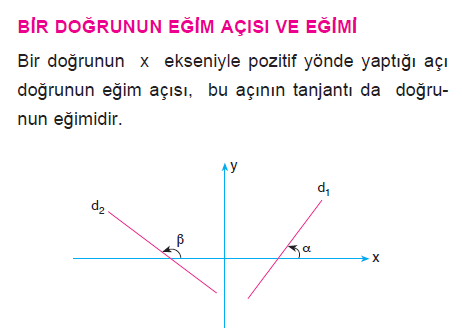 BİR DOĞRUNUN EĞİM AÇISI VE EĞİMİ
Bir doğrunun x ekseniyle pozitif yönde yaptığı açı
doğrunun eğim açısı, bu açının tanjantı da doğru-
nun eğimidir.
y
d₁
d₂
β
α
x